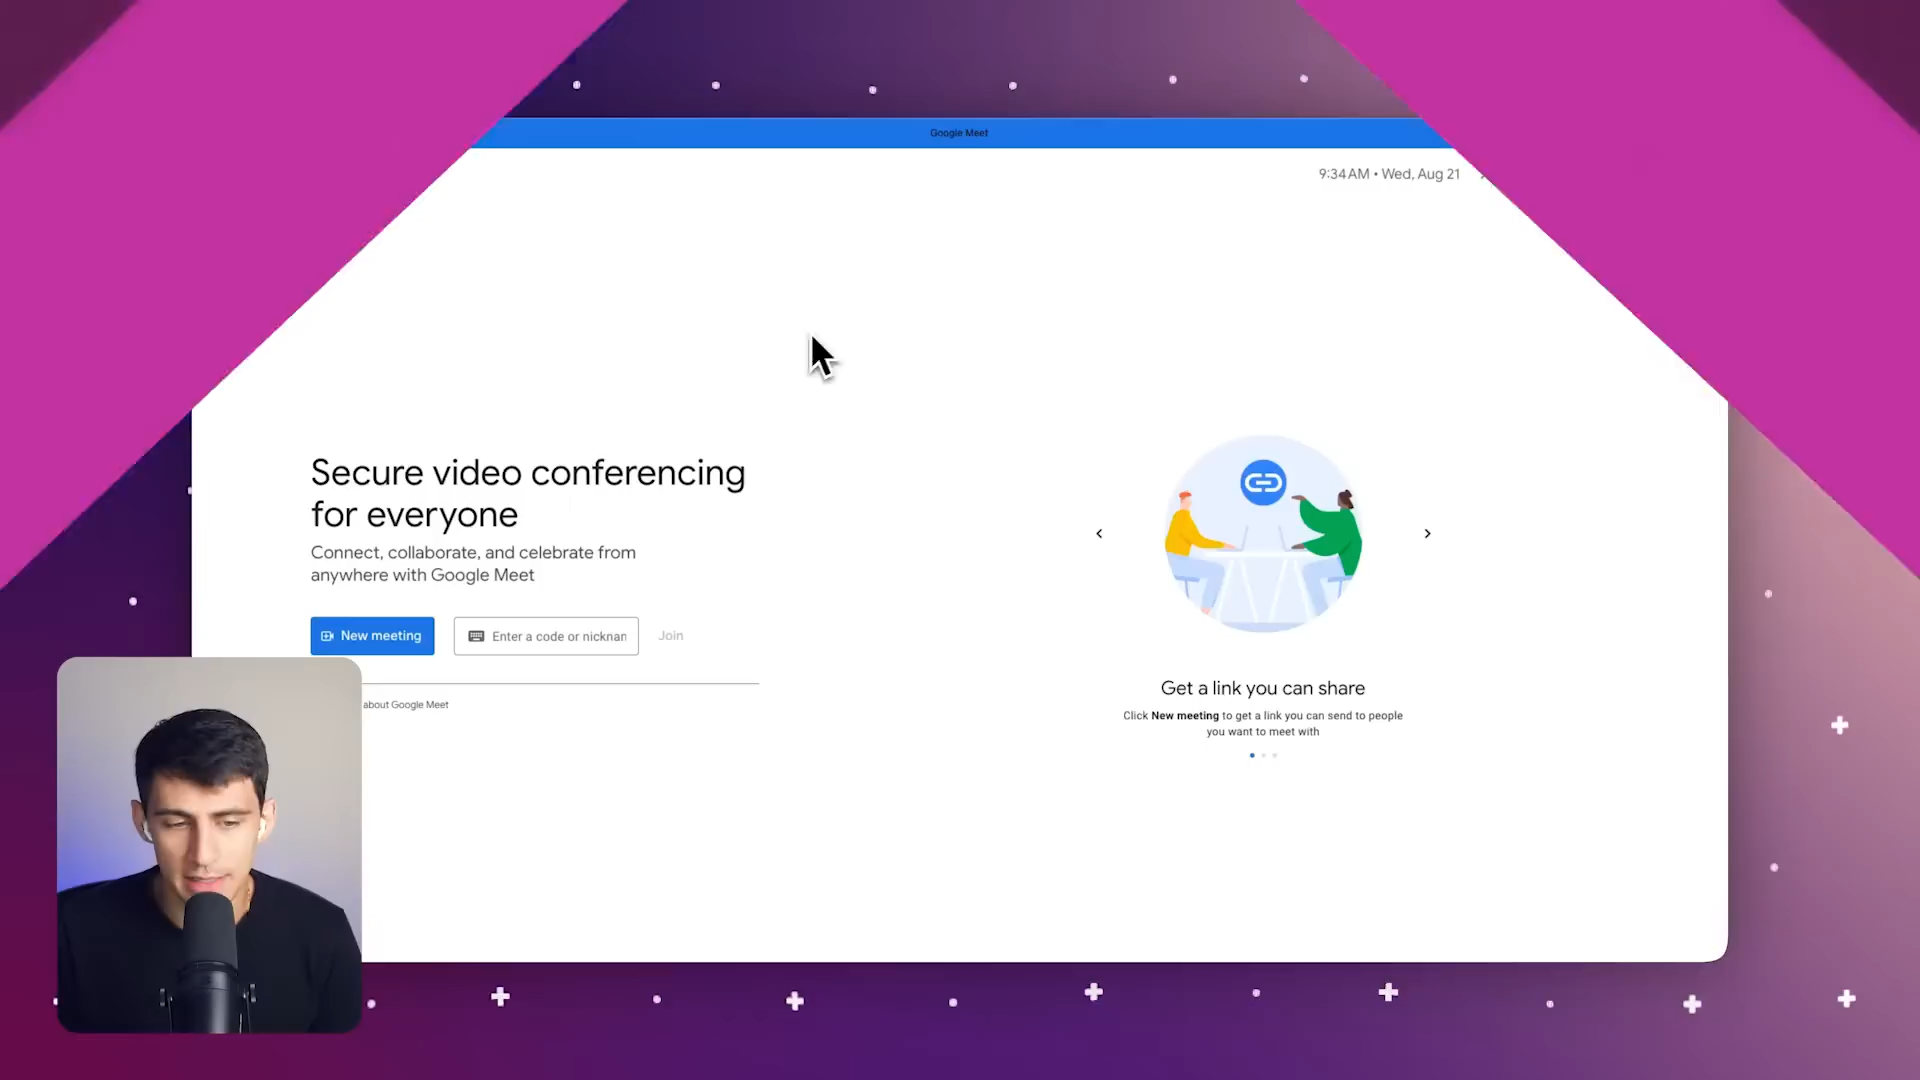 Google Meet
9:34 AM • Wed, Aug 21
Secure video conferencing
for everyone
Connect, collaborate, and celebrate from
anywhere with Google Meet
New meeting
Enter a code or nicknan
Join
about Google Meet
Get a link you can share
Click New meeting to get a link you can send to people
you want to meet with